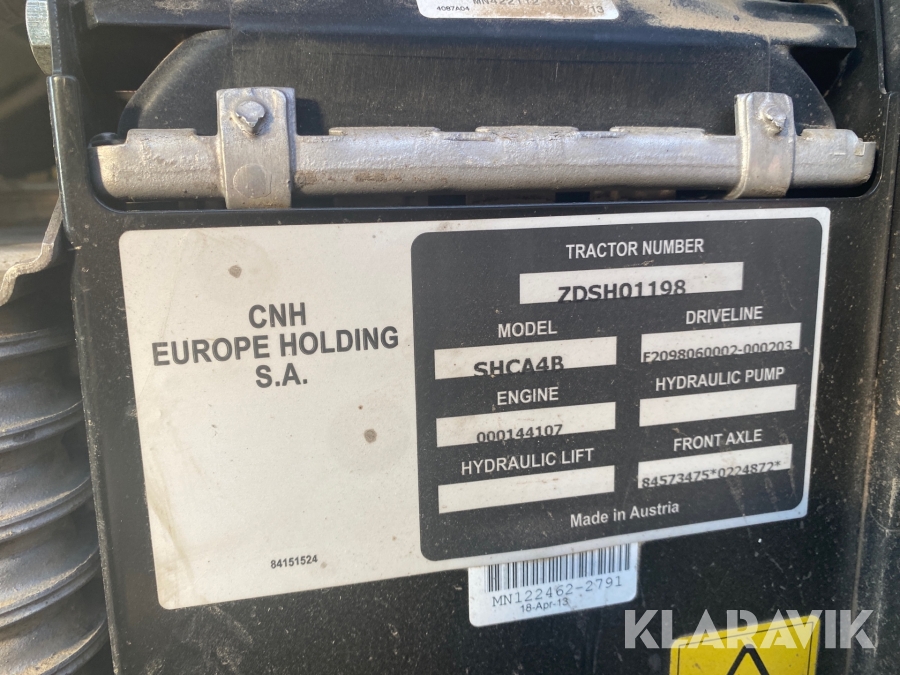 40B7A04
CNH
EUROPE HOLDING
S.A.
84151524
TRACTOR NUMBER
ZDSH01198
MODEL
SHCA4B
DRIVELINE
F2098060002-000203
ENGINE
000144107
HYDRAULIC PUMP
HYDRAULIC LIFT
FRONT AXLE
84573475*0224872*
Made in Austria
MN122462-2791
18-Apr-13
KLARAVIK